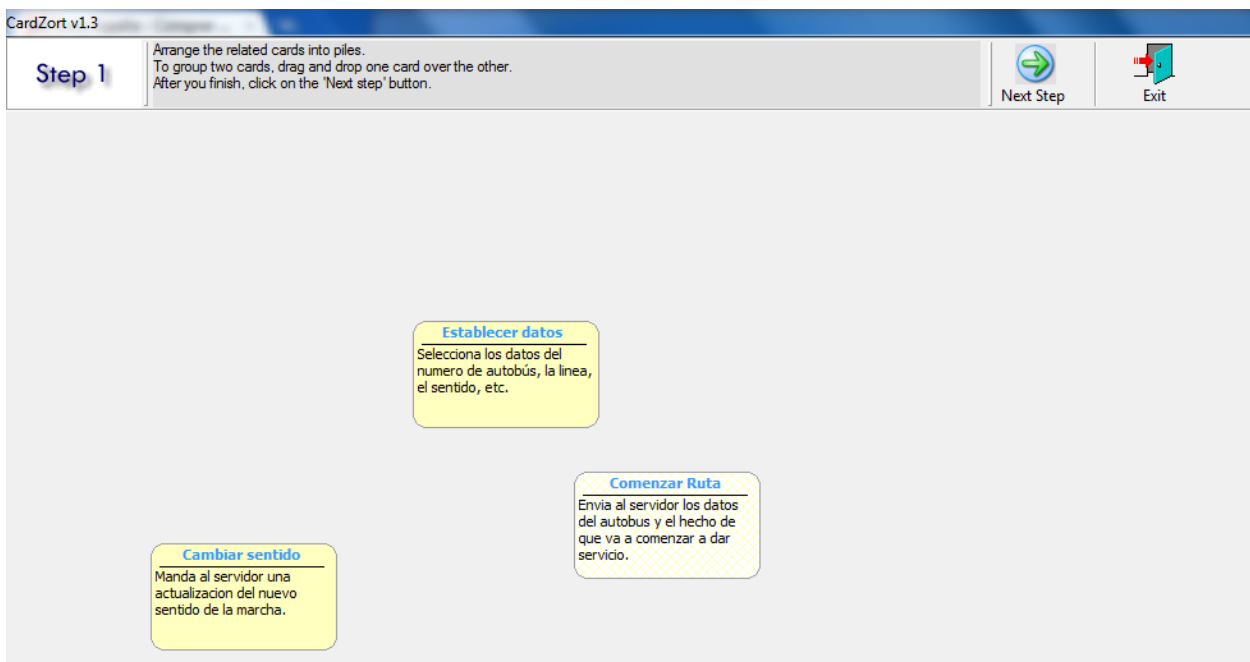 CardZort v1.3
Step 1
Arrange the related cards into piles.
To group two cards, drag and drop one card over the other.
After you finish, click on the 'Next step' button.
Next Step
Exit
Establecer datos
Selecciona los datos del
numero de autobús, la linea,
el sentido, etc.
Comenzar Ruta
Envia al servidor los datos
del autobus y el hecho de
que va a comenzar a dar
servicio.
Cambiar sentido
Manda al servidor una
actualizacion del nuevo
sentido de la marcha.